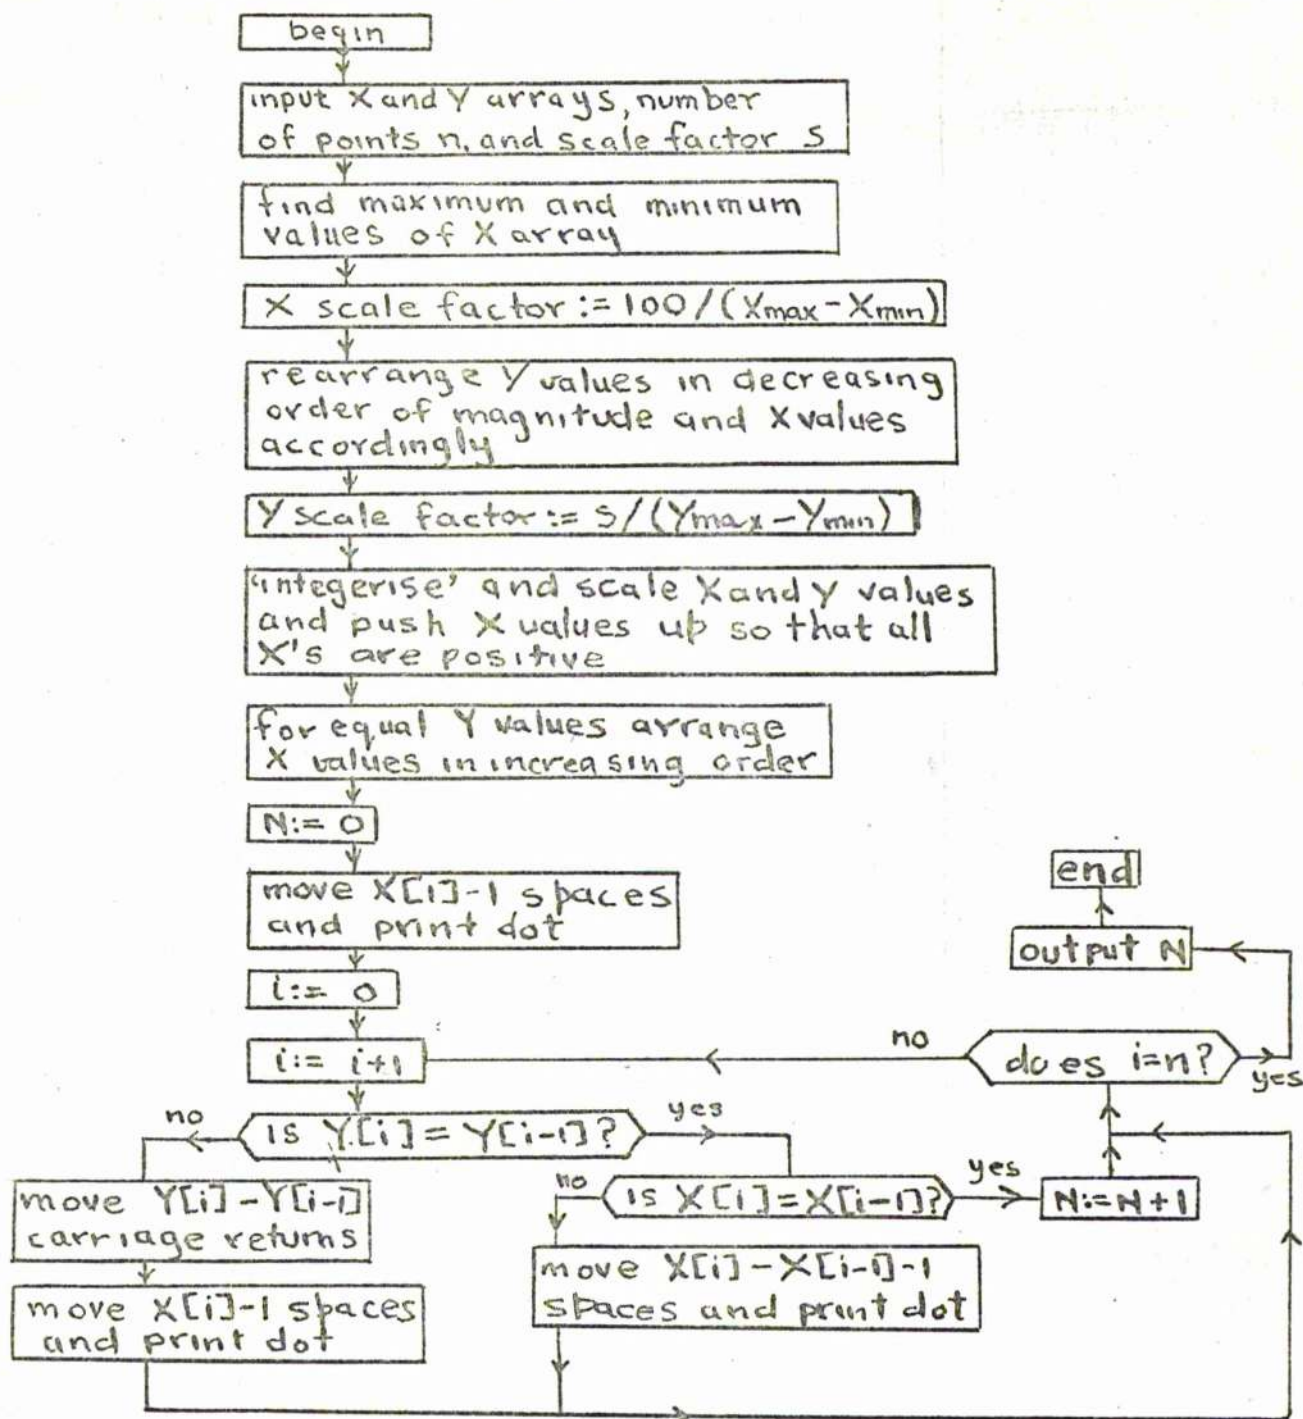 begin
input X and Y arrays, number
of points n, and scale factor S
find maximum and minimum
values of X array
X scale factor := 100/(Xmax-Xmin)
rearrange Y values in decreasing
order of magnitude and X values
accordingly
Y scale factor := S/(Ymax-Ymin)
'integerise' and scale X and Y values
and push X values up so that all
X's are positive
for equal Y values arrange
X values in increasing order
N:= 0
move X[1]-1 spaces
and print dot
i:= 0
i:= i+1
is Y[i] = Y[i-1]?
no
yes
move Y[i]-Y[i-1]
carriage returns
move X[i]-1 spaces
and print dot
is X[i] = X[i-1]?
no
yes
move X[i]-X[i-1]-1
spaces and print dot
N:=N+1
does i=n?
no
yes
output N
end